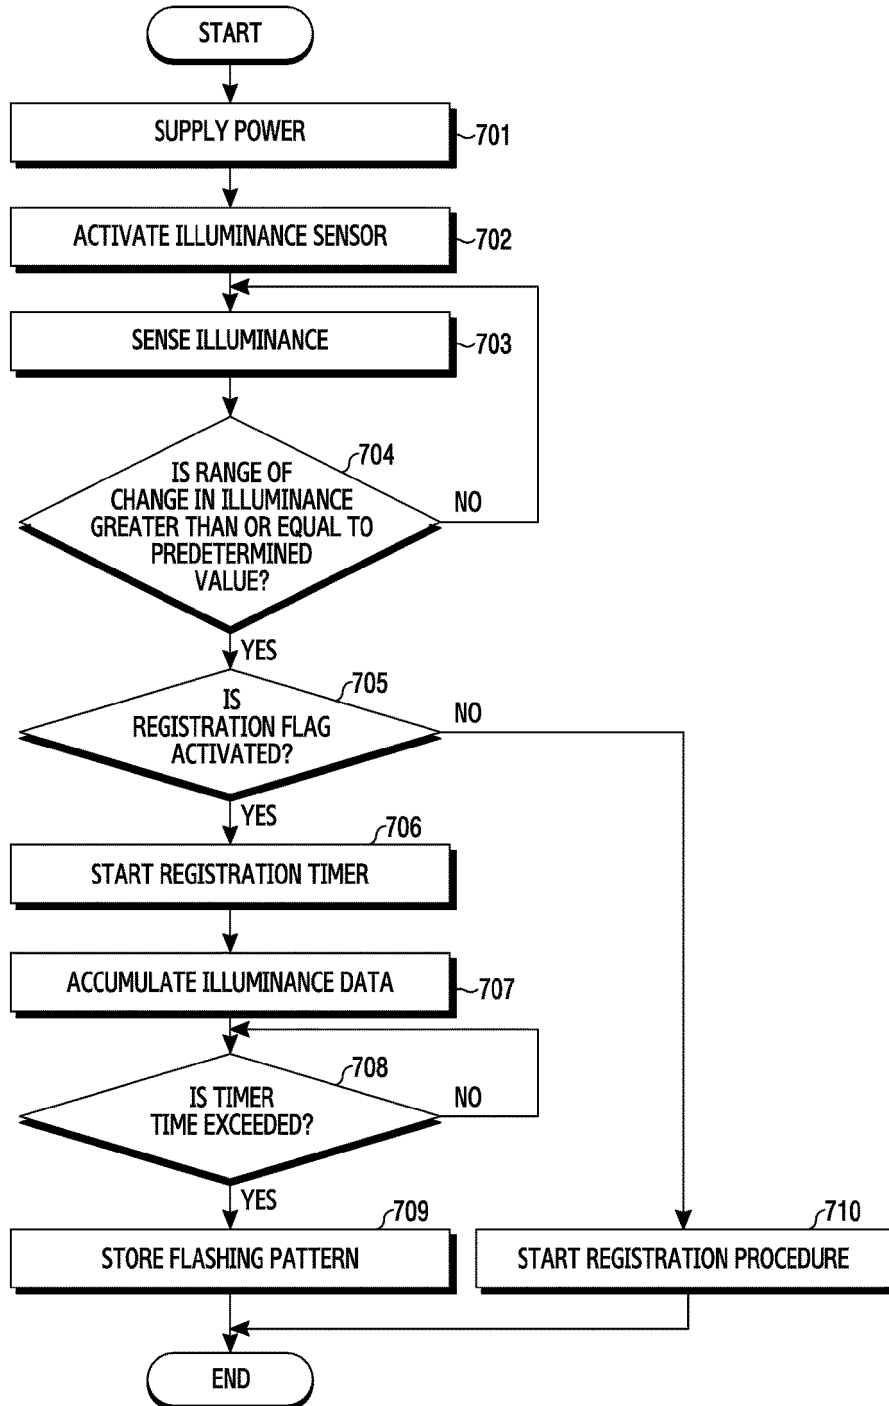 START
SUPPLY POWER
701
ACTIVATE ILLUMINANCE SENSOR
702
SENSE ILLUMINANCE
703
704
IS RANGE OF
CHANGE IN ILLUMINANCE
GREATER THAN OR EQUAL TO
PREDETERMINED
VALUE?
NO
YES
705
IS
REGISTRATION FLAG
ACTIVATED?
NO
YES
706
START REGISTRATION TIMER
ACCUMULATE ILLUMINANCE DATA
707
708
IS TIMER
TIME EXCEEDED?
NO
YES
709
STORE FLASHING PATTERN
710
START REGISTRATION PROCEDURE
END